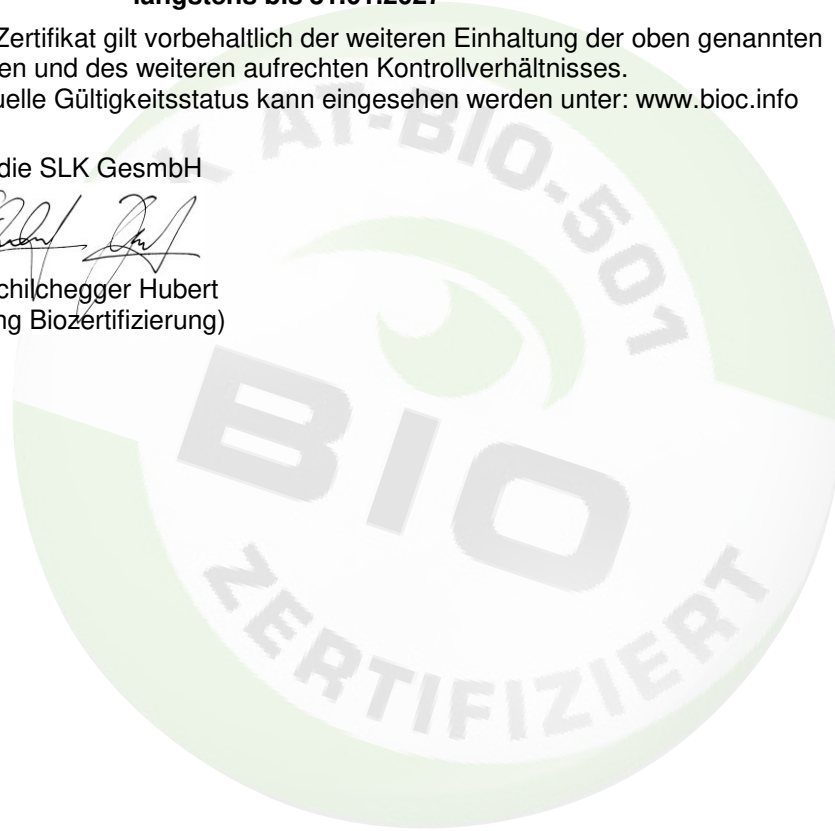 längstens bis 31.01.2027
Zertifikat gilt vorbehaltlich der weiteren Einhaltung der oben genannten
en und des weiteren aufrechten Kontrollverhältnisses.
uelle Gültigkeitsstatus kann eingesehen werden unter: www.bioc.info
die SLK GesmbH
chilchegger Hubert
ng Biozertifizierung)
K AT-BIO-501
BIO
ZERTIFIZIERT